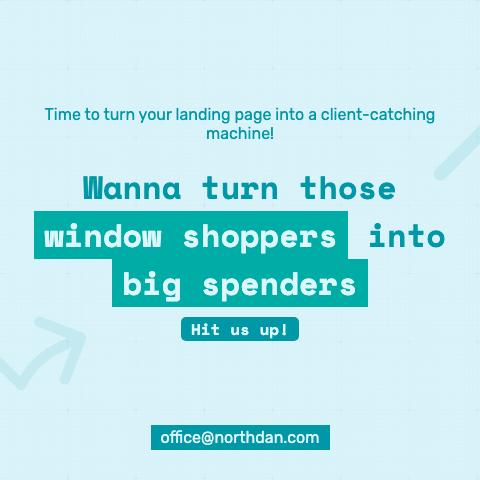 Time to turn your landing page into a client-catching
machine!
Wanna turn those
window shoppers into
big spenders
Hit us up!
office@northdan.com